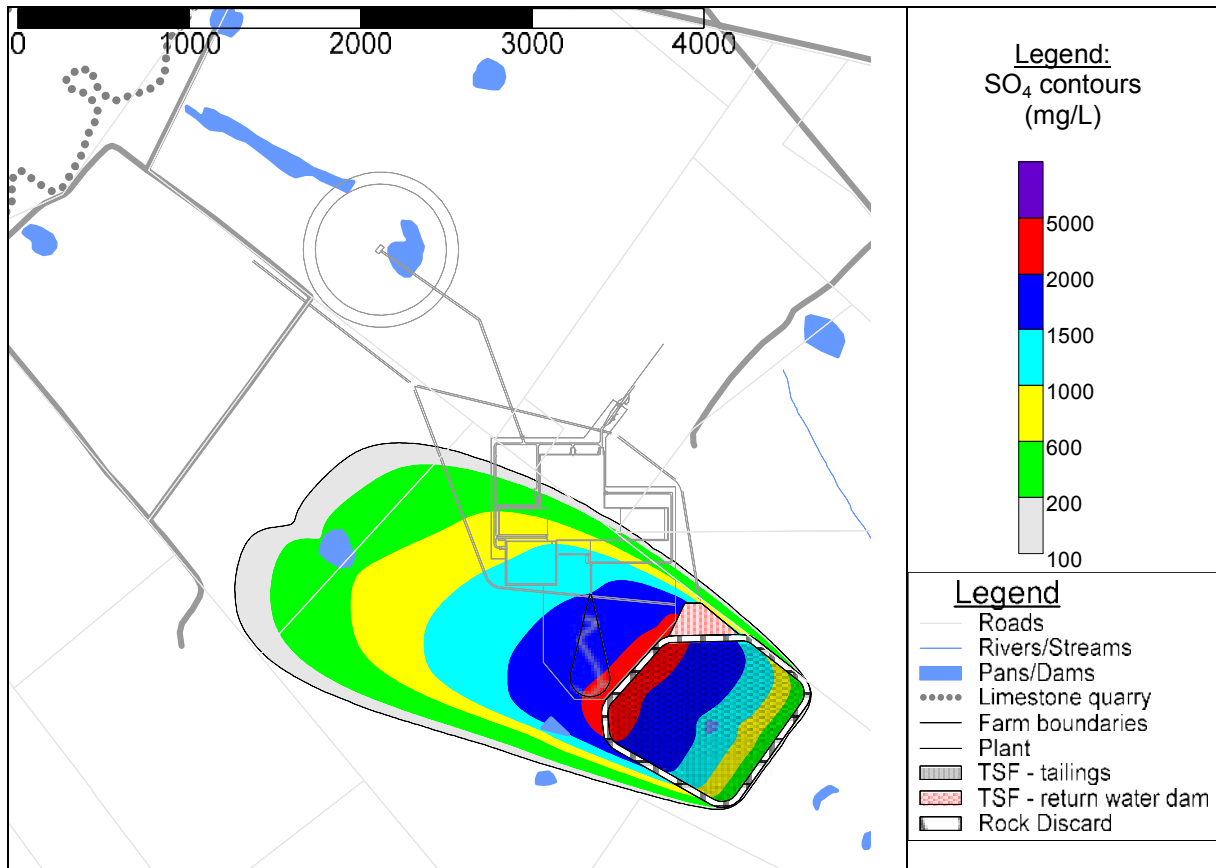 0 1000 2000 3000 4000
Legend:
SO₄ contours
(mg/L)
5000
2000
1500
1000
600
200
100
Legend
Roads
Rivers/Streams
Pans/Dams
Limestone quarry
Farm boundaries
Plant
TSF - tailings
TSF - return water dam
Rock Discard